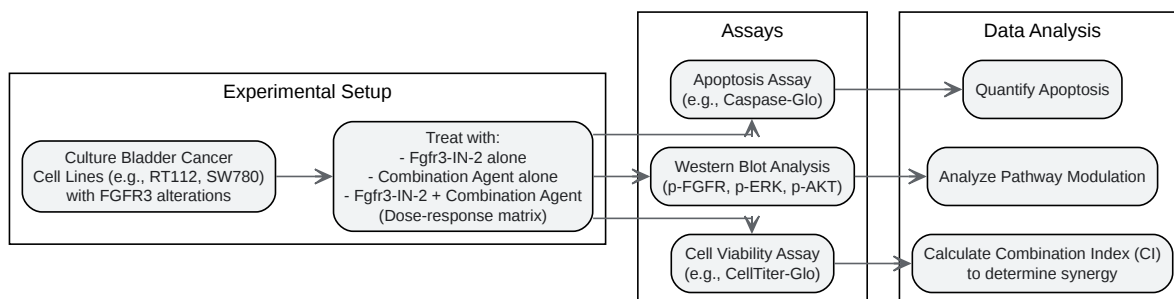 Experimental Setup
Culture Bladder Cancer
Cell Lines (e.g., RT112, SW780)
with FGFR3 alterations
Treat with:
- Fgfr3-IN-2 alone
- Combination Agent alone
- Fgfr3-IN-2 + Combination Agent
(Dose-response matrix)
Assays
Apoptosis Assay
(e.g., Caspase-Glo)
Western Blot Analysis
(p-FGFR, p-ERK, p-AKT)
Cell Viability Assay
(e.g., CellTiter-Glo)
Data Analysis
Quantify Apoptosis
Analyze Pathway Modulation
Calculate Combination Index (CI)
to determine synergy